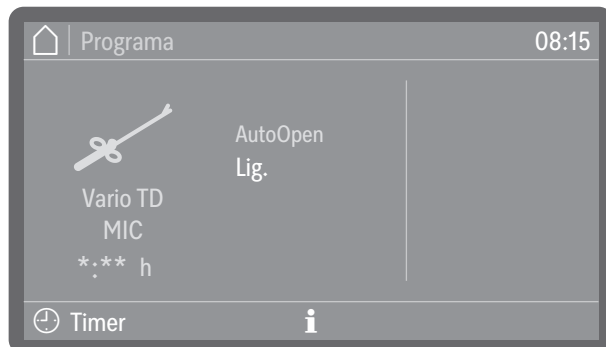 Programa 08:15
AutoOpen
Lig.
Vario TD
MIC
*:** h
Timer i